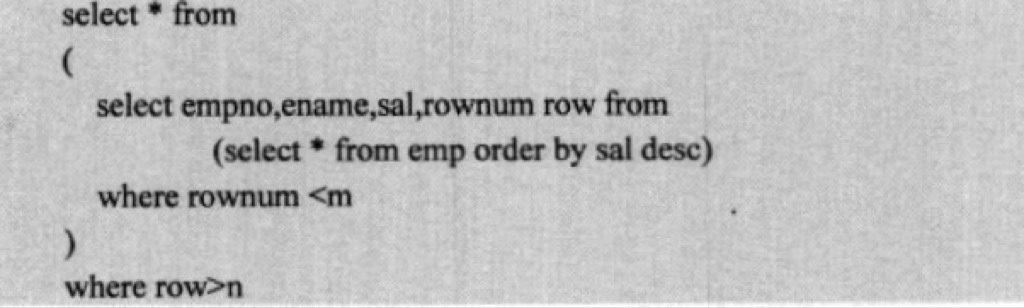 select * from
(
select empno,ename,sal,rownum row from
(select * from emp order by sal desc)
where rownum <m
)
where row>n